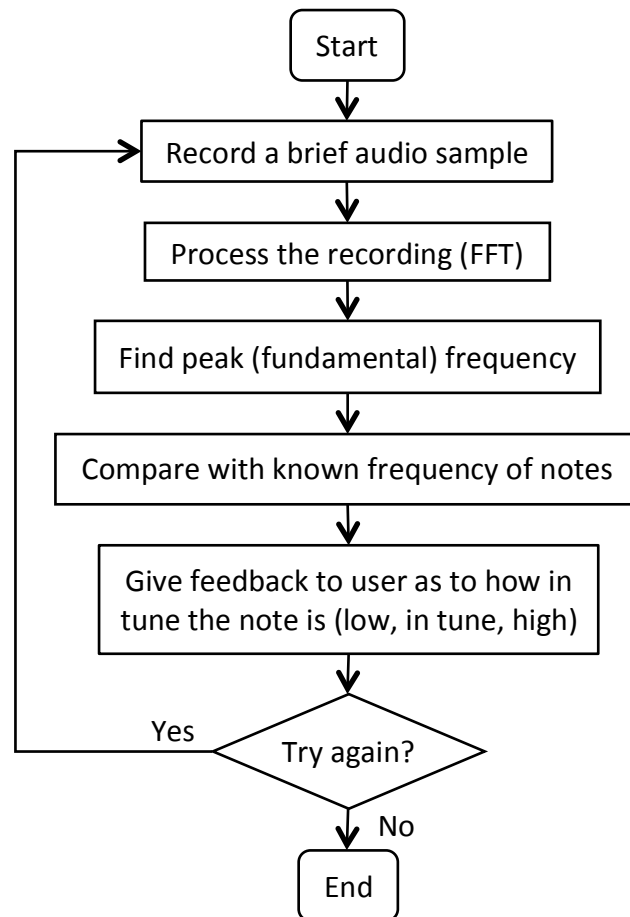 Start
Record a brief audio sample
Process the recording (FFT)
Find peak (fundamental) frequency
Compare with known frequency of notes
Give feedback to user as to how in
tune the note is (low, in tune, high)
Yes
Try again?
No
End